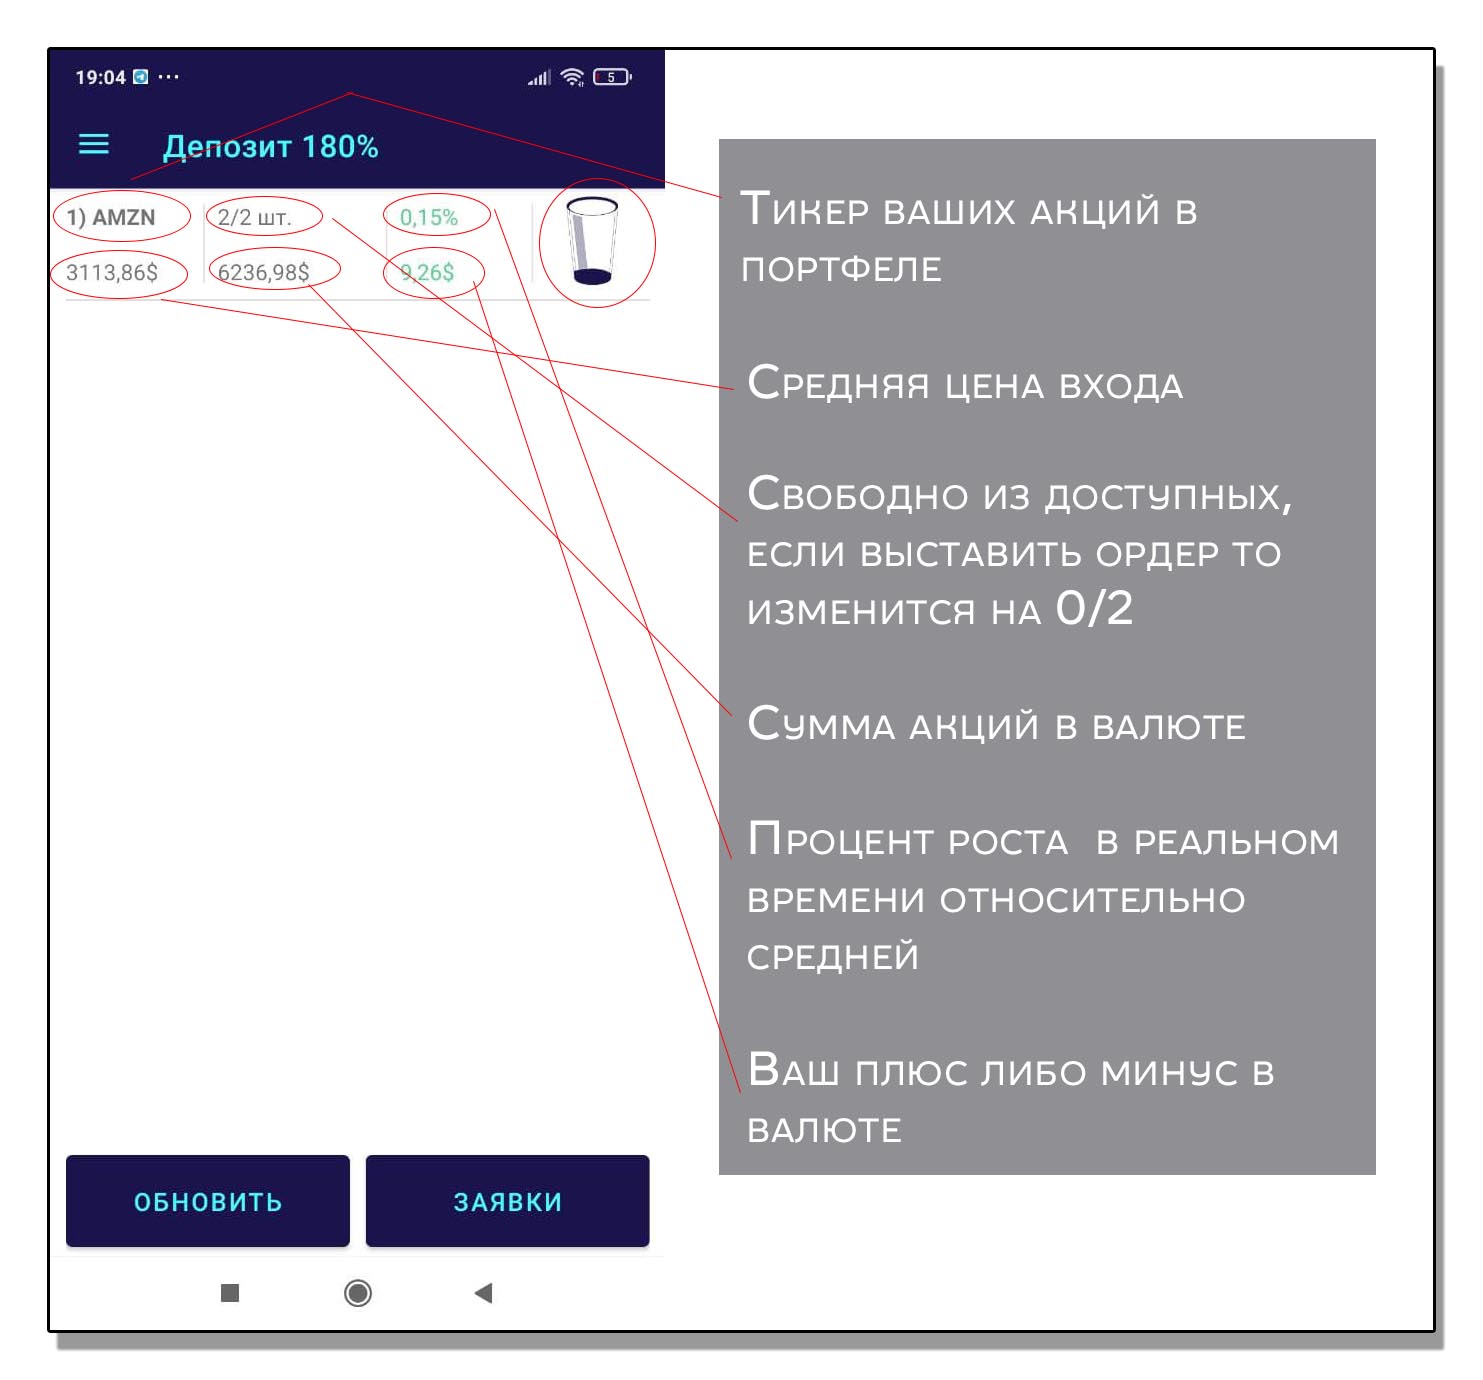 19:04
5
Депозит 180%
1) AMZN
2/2 шт.
0,15%
3113,86$
6236,98$
9,26$
Тикер ваших акций в
портфеле
Средняя цена входа
Свободно из доступных,
если выставить ордер то
изменится на 0/2
Сумма акций в валюте
Процент роста в реальном
времени относительно
средней
Ваш плюс либо минус в
валюте
ОБНОВИТЬ
ЗАЯВКИ